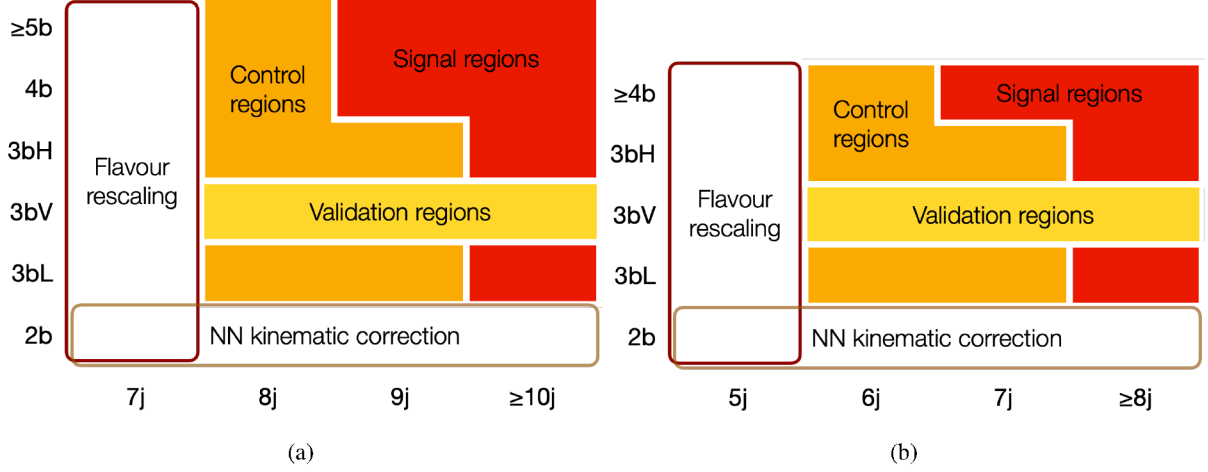 ≥5b
4b
3bH
3bV
3bL
2b
Control
regions
Signal regions
Flavour
rescaling
Validation regions
NN kinematic correction
7j
8j
9j
≥10j
(a)
≥4b
3bH
3bV
3bL
2b
Control
regions
Signal regions
Flavour
rescaling
Validation regions
NN kinematic correction
5j
6j
7j
≥8j
(b)